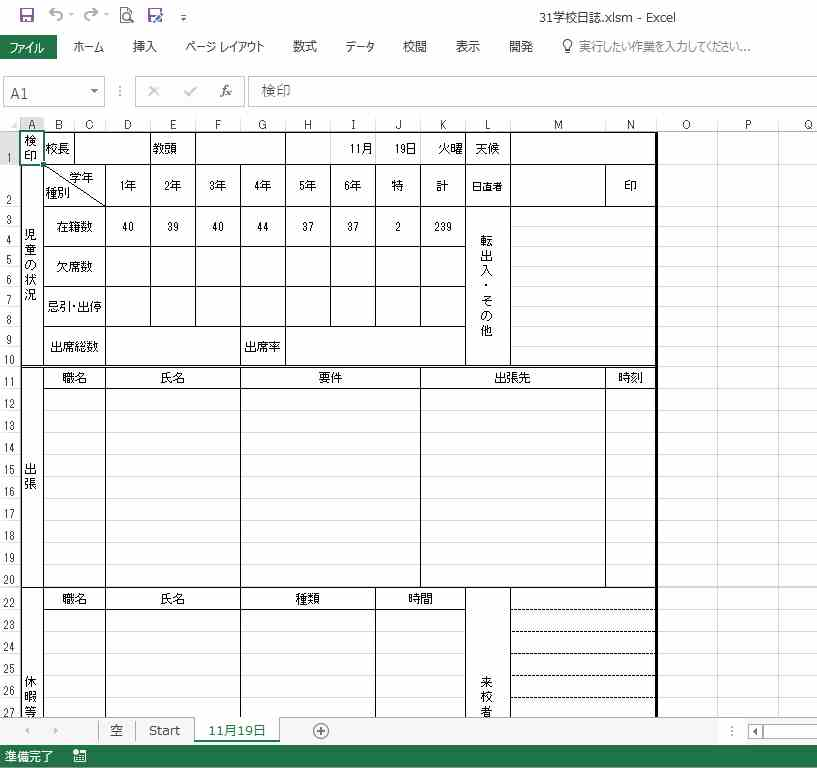 31学校日誌.xlsm - Excel
ファイル ホーム 挿入 ページ レイアウト 数式 データ 校閲 表示 開発 実行したい作業を入力してください...
A1 fx 検印
A B C D E F G H I J K L M N O P Q
1 検印 校長 教頭 11月 19日 火曜 天候
2 学年 種別 1年 2年 3年 4年 5年 6年 特 計 日直者 印
児童の状況
3
4 在籍数 40 39 40 44 37 37 2 239
転出入・その他
5
6 欠席数
7
8 忌引・出停
9
10 出席総数 出席率
11 職名 氏名 要件 出張先 時刻
12
13
14
15
出張
16
17
18
19
20
22 職名 氏名 種類 時間
23
24
25
26
27
休暇等
来校者
空 Start 11月19日
準備完了